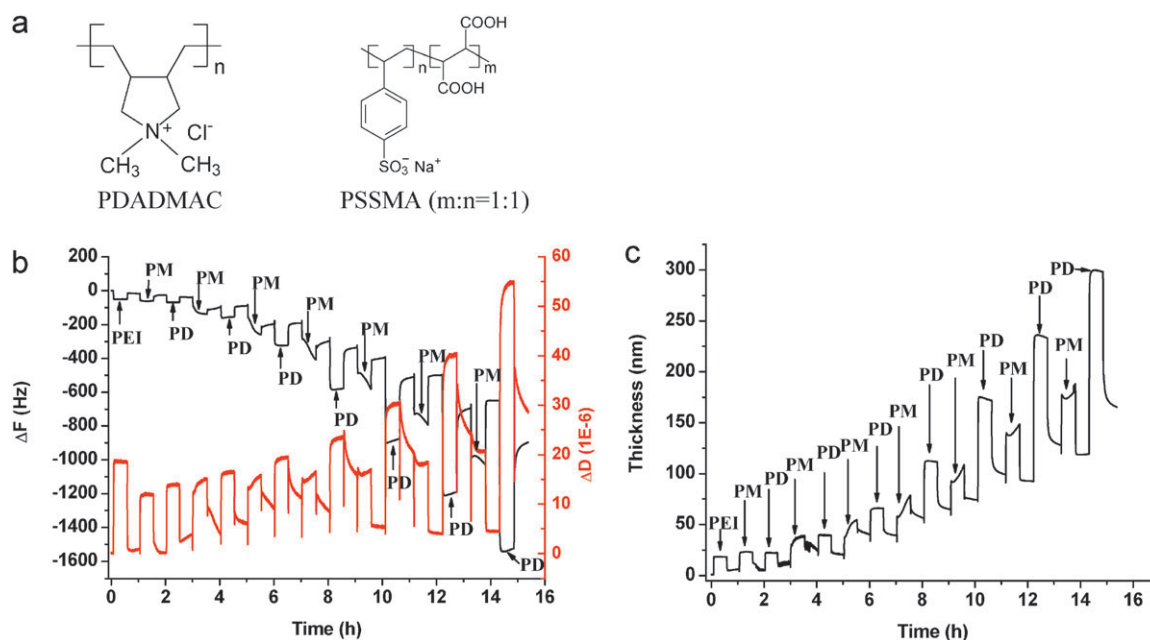 a
n
N⁺ Cl⁻
CH₃ CH₃
PDADMAC
COOH
n m
COOH
SO₃⁻ Na⁺
PSSMA (m:n=1:1)
b
200
0
-200
-400
-600
-800
-1000
-1200
-1400
-1600
ΔF (Hz)
PEI
PM
PD
PM
PD
PM
PD
PM
PD
PM
PD
PM
PD
PM
PD
60
50
40
30
20
10
0
ΔD (1E-6)
0 2 4 6 8 10 12 14 16
Time (h)
c
300
250
200
150
100
50
0
Thickness (nm)
PEI
PM
PD
PM
PD
PM
PD
PM
PD
PM
PD
PM
PD
PM
PD
0 2 4 6 8 10 12 14 16
Time (h)